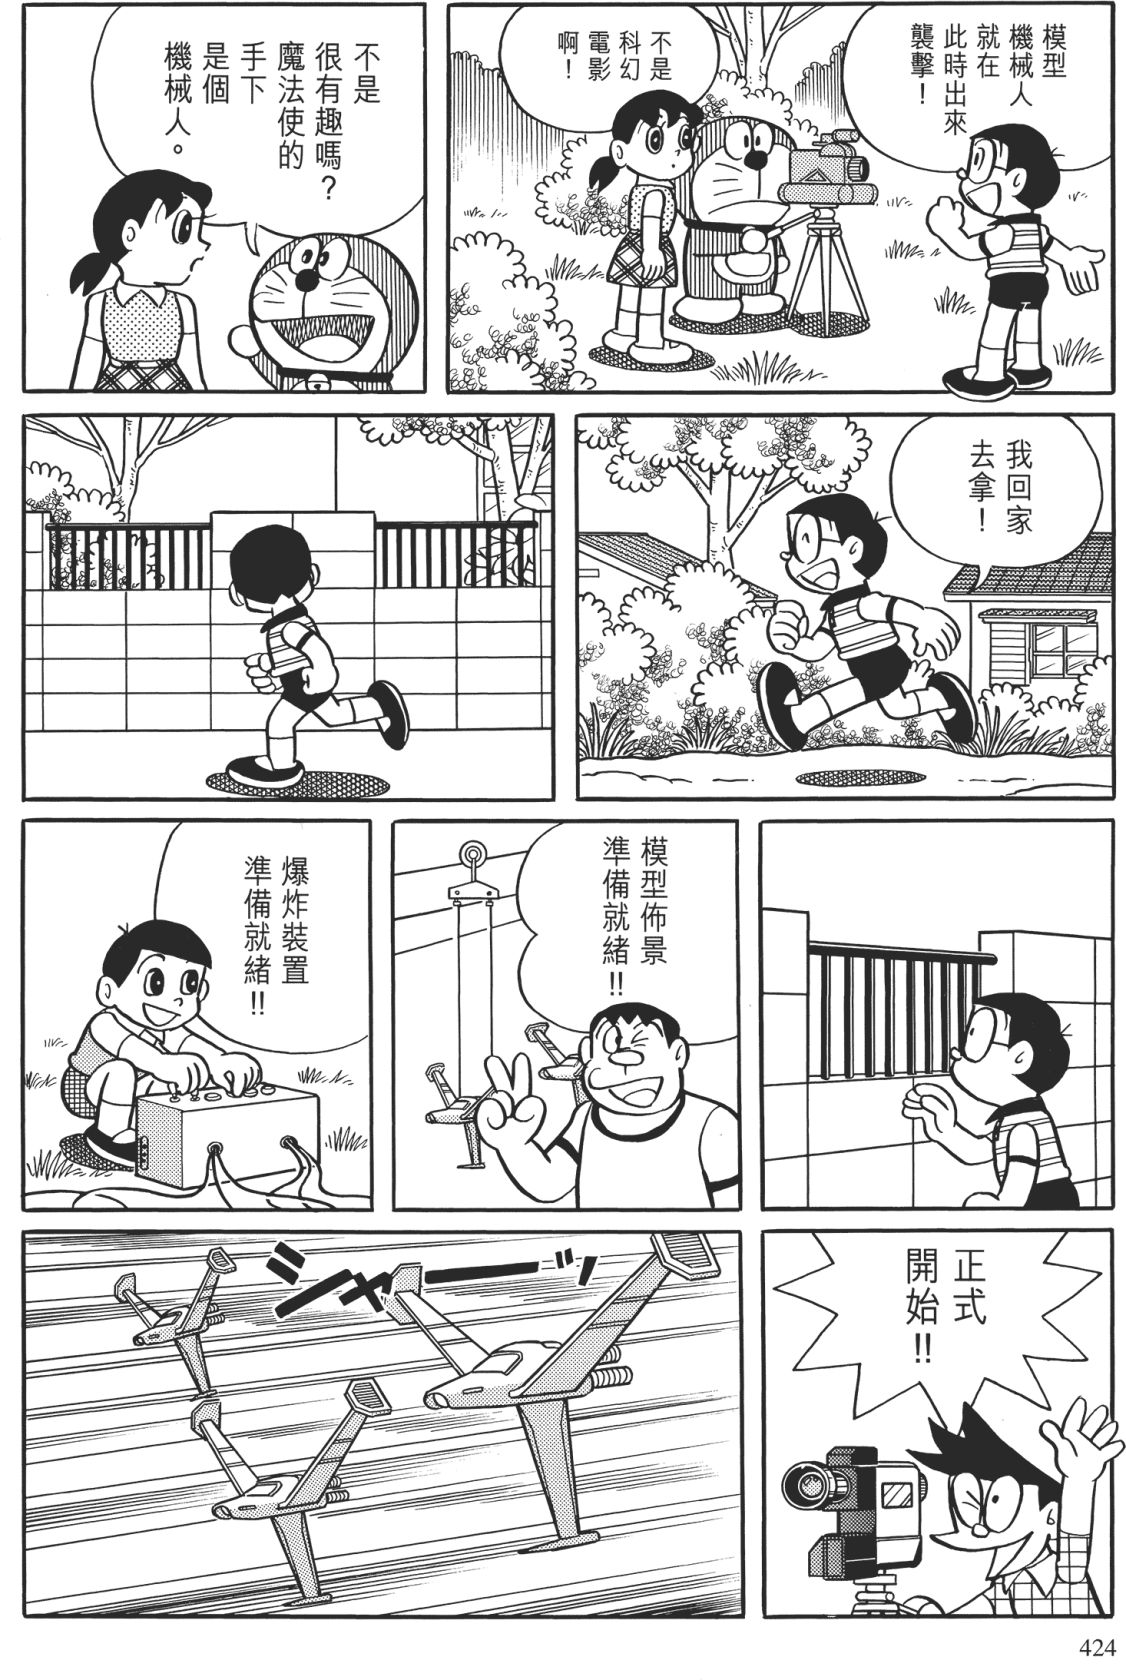 模型
機械人
就在
此時出來
襲擊！
不是
科幻
電影
啊！
不是
很有趣嗎？
魔法使的
手下
是個
機械人。
我回家
去拿！
模型佈景
準備就緒!!
爆炸裝置
準備就緒!!
正式
開始!!
ジャーッ
424